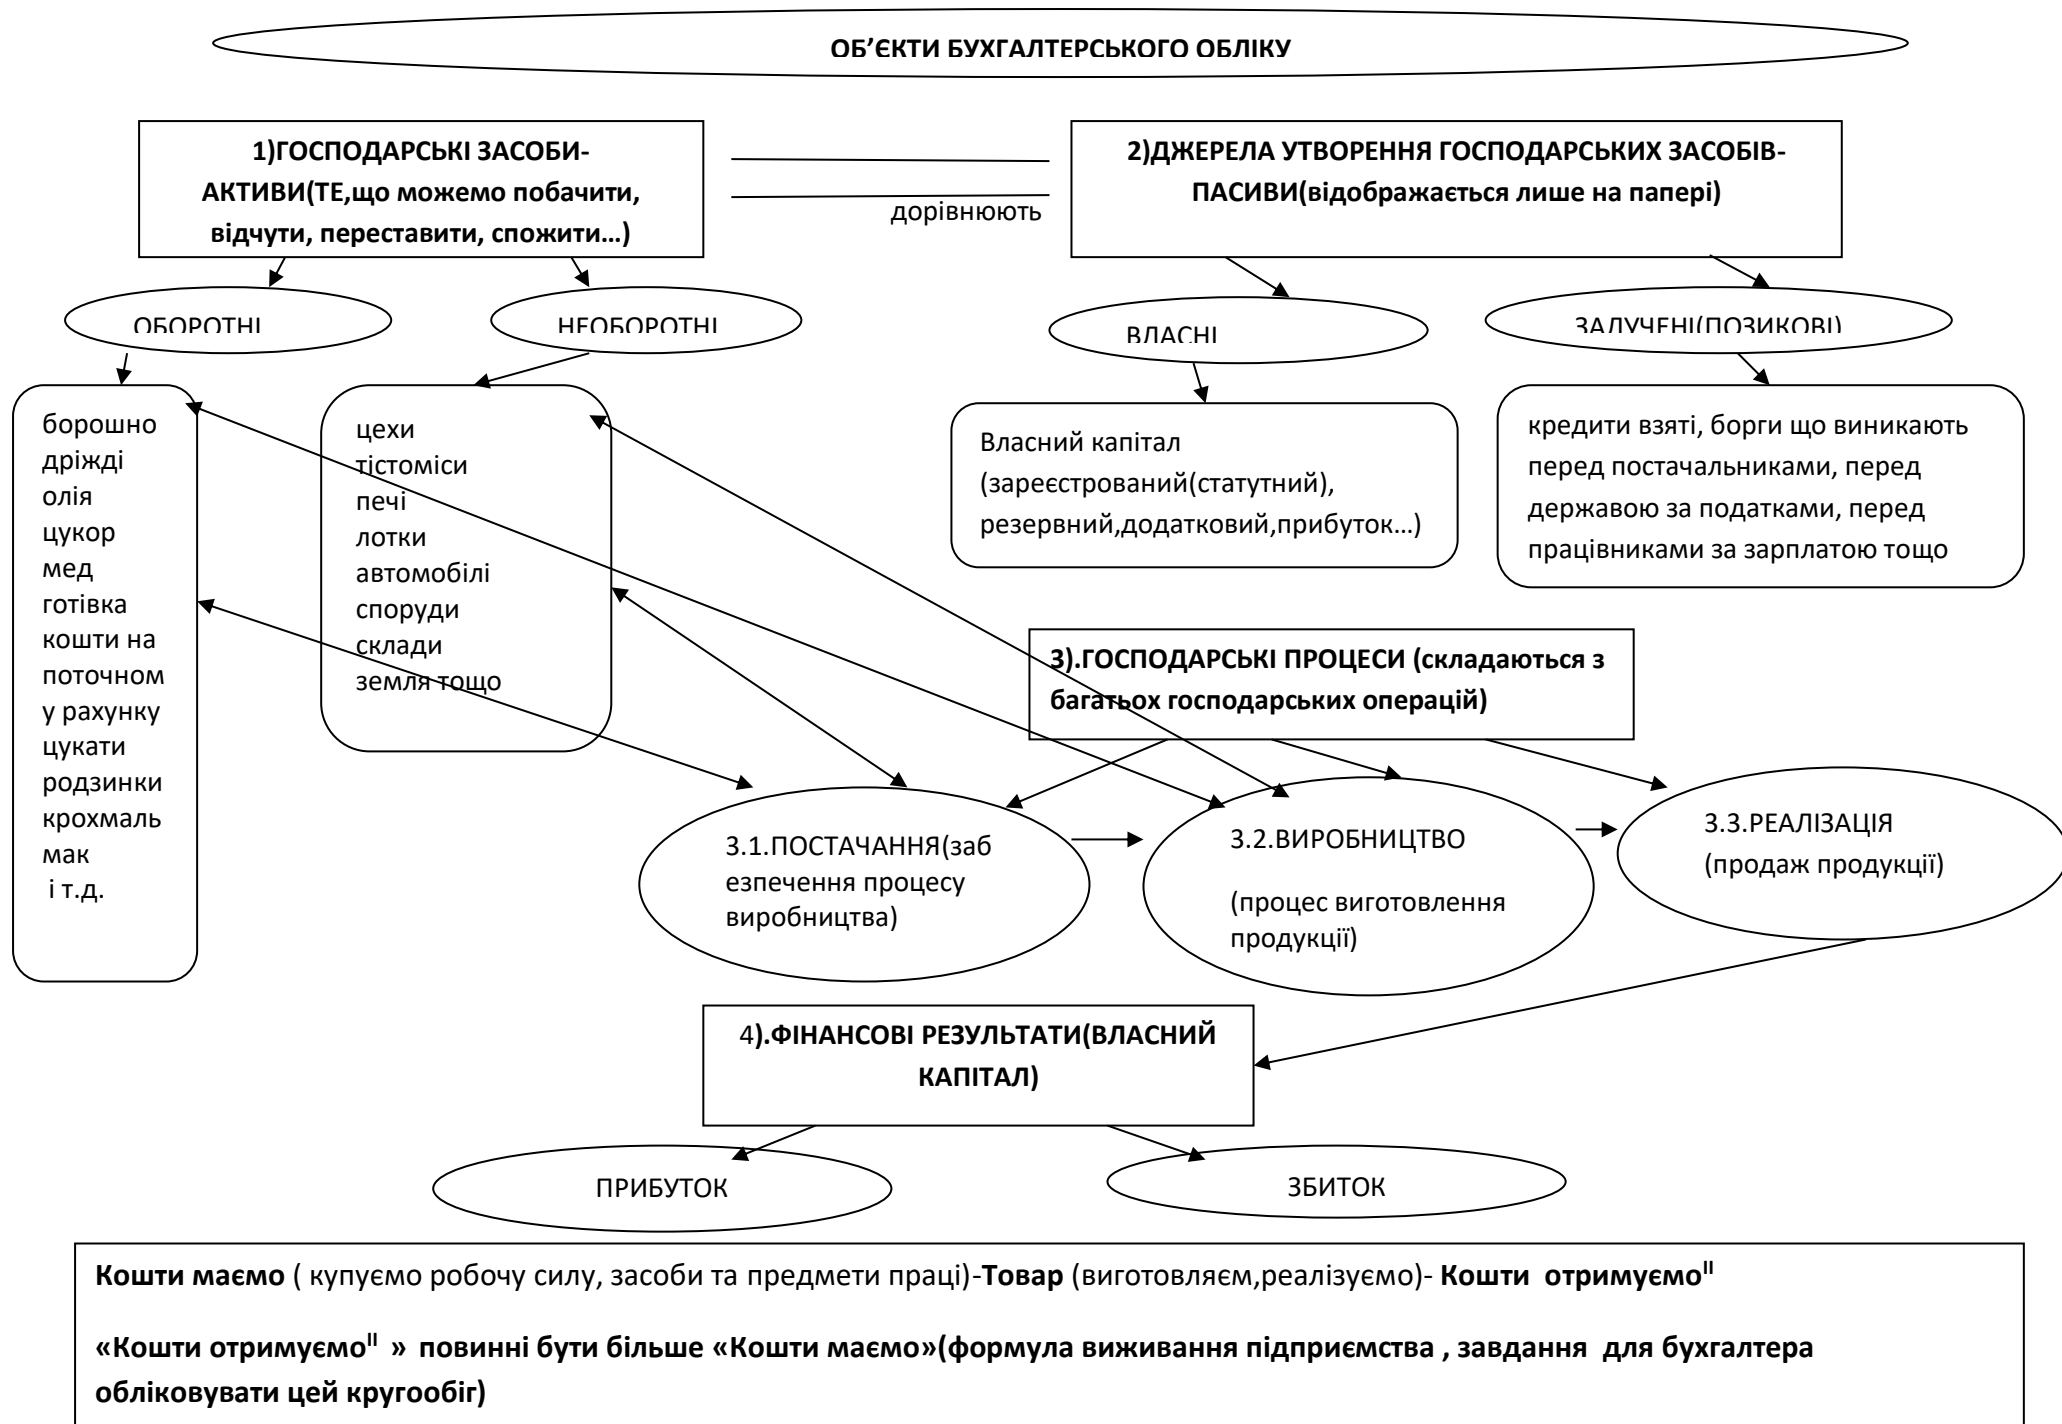 ОБ’ЄКТИ БУХГАЛТЕРСЬКОГО ОБЛІКУ
1)ГОСПОДАРСЬКІ ЗАСОБИ-
АКТИВИ(ТЕ,що можемо побачити,
відчути, переставити, спожити…)
дорівнюють
2)ДЖЕРЕЛА УТВОРЕННЯ ГОСПОДАРСЬКИХ ЗАСОБІВ-
ПАСИВИ(відображається лише на папері)
ОБОРОТНІ
НЕОБОРОТНІ
ВЛАСНІ
ЗАЛУЧЕНІ(ПОЗИКОВІ)
борошно
дріжді
олія
цукор
мед
готівка
кошти на
поточном
у рахунку
цукати
родзинки
крохмаль
мак
і т.д.
цехи
тістоміси
печі
лотки
автомобілі
споруди
склади
земля тощо
Власний капітал
(зареєстрований(статутний),
резервний,додатковий,прибуток…)
кредити взяті, борги що виникають
перед постачальниками, перед
державою за податками, перед
працівниками за зарплатою тощо
3).ГОСПОДАРСЬКІ ПРОЦЕСИ (складаються з
багатьох господарських операцій)
3.1.ПОСТАЧАННЯ(заб
езпечення процесу
виробництва)
3.2.ВИРОБНИЦТВО
(процес виготовлення
продукції)
3.3.РЕАЛІЗАЦІЯ
(продаж продукції)
4).ФІНАНСОВІ РЕЗУЛЬТАТИ(ВЛАСНИЙ
КАПІТАЛ)
ПРИБУТОК
ЗБИТОК
Кошти маємо ( купуємо робочу силу, засоби та предмети праці)-Товар (виготовляєм,реалізуємо)- Кошти отримуємо^II
«Кошти отримуємо^II » повинні бути більше «Кошти маємо»(формула виживання підприємства , завдання для бухгалтера
обліковувати цей кругообіг)